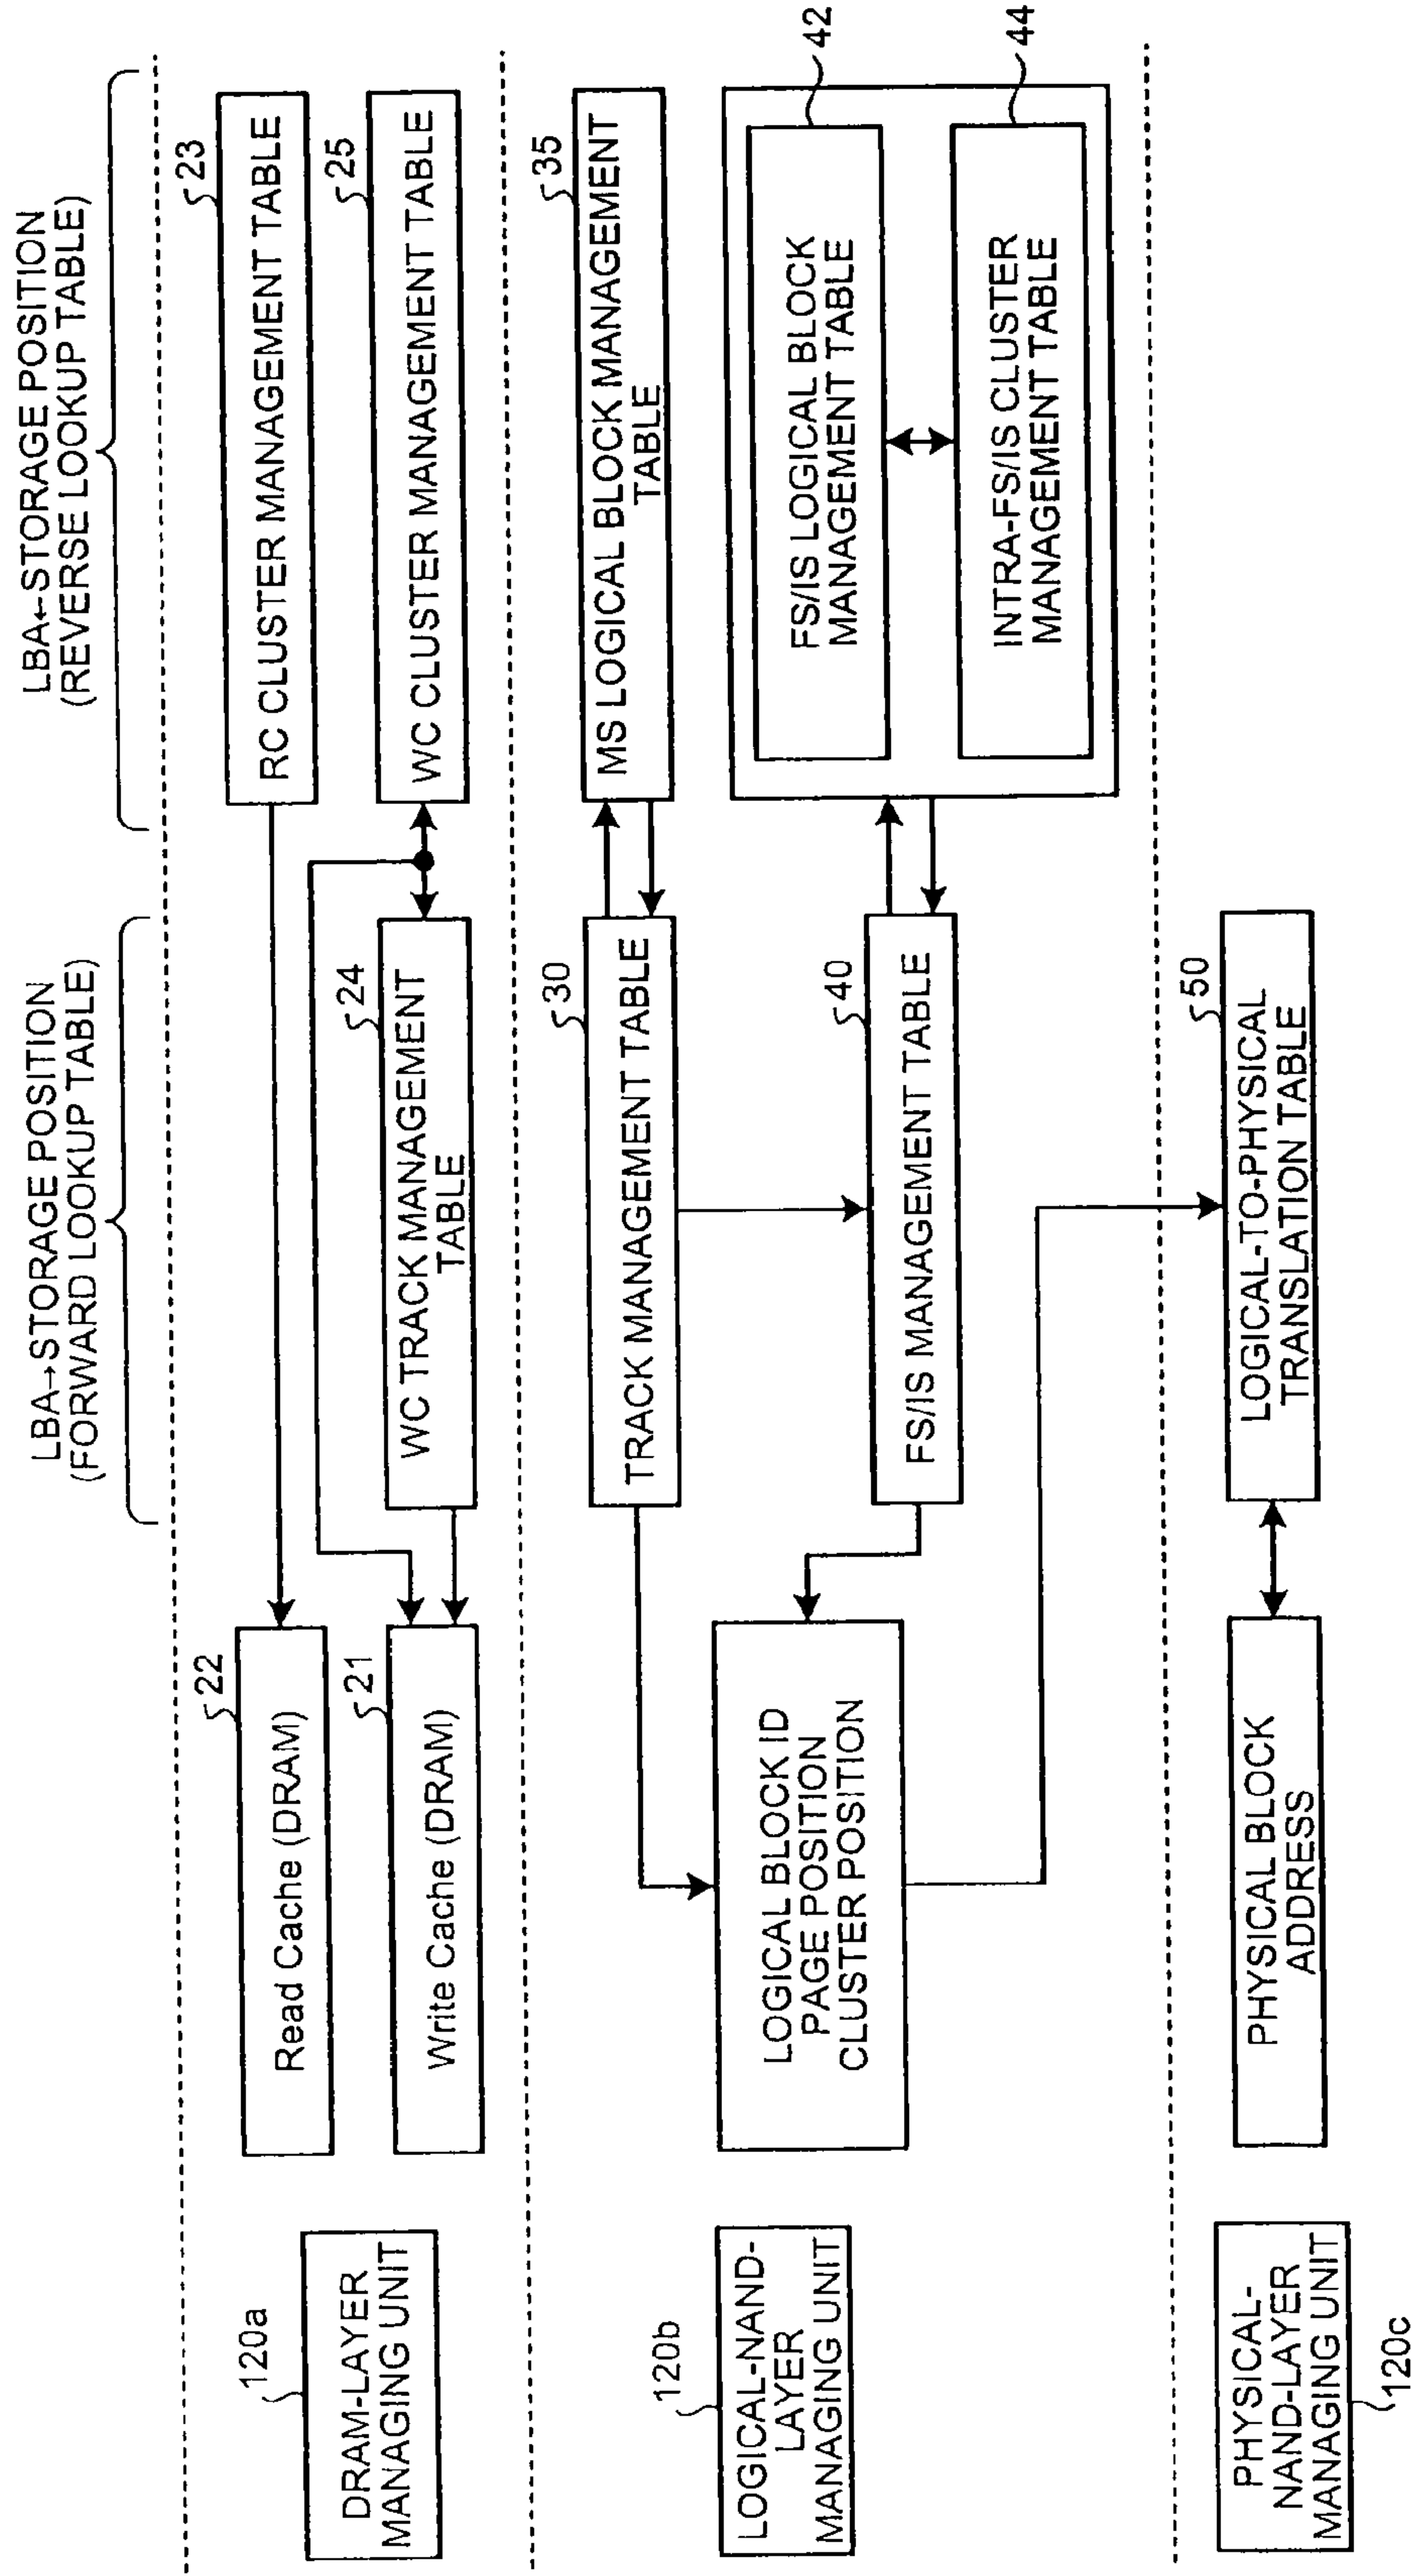 LBA→STORAGE POSITION
(FORWARD LOOKUP TABLE)
LBA←STORAGE POSITION
(REVERSE LOOKUP TABLE)
120a
DRAM-LAYER
MANAGING UNIT
22
Read Cache (DRAM)
23
RC CLUSTER MANAGEMENT TABLE
21
Write Cache (DRAM)
24
WC TRACK MANAGEMENT
TABLE
25
WC CLUSTER MANAGEMENT TABLE
120b
LOGICAL-NAND-
LAYER
MANAGING UNIT
LOGICAL BLOCK ID
PAGE POSITION
CLUSTER POSITION
30
TRACK MANAGEMENT TABLE
35
MS LOGICAL BLOCK MANAGEMENT
TABLE
40
FS/IS MANAGEMENT TABLE
FS/IS LOGICAL BLOCK
MANAGEMENT TABLE
42
INTRA-FS/IS CLUSTER
MANAGEMENT TABLE
44
PHYSICAL-
NAND-LAYER
MANAGING UNIT
120c
PHYSICAL BLOCK
ADDRESS
50
LOGICAL-TO-PHYSICAL
TRANSLATION TABLE